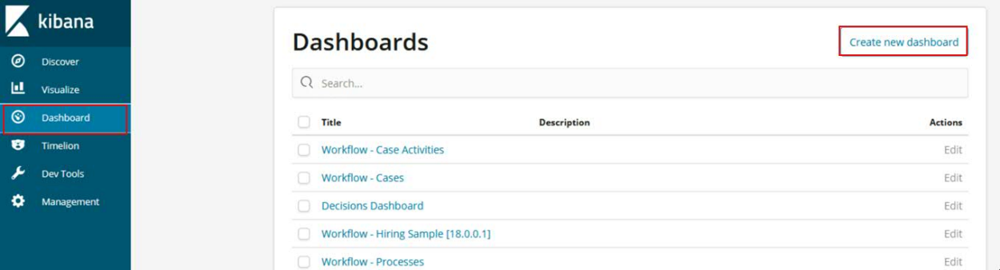 kibana
Discover
Visualize
Dashboard
Timelion
Dev Tools
Management
Dashboards
Create new dashboard
Search...
Title Description Actions
Workflow - Case Activities Edit
Workflow - Cases Edit
Decisions Dashboard Edit
Workflow - Hiring Sample [18.0.0.1] Edit
Workflow - Processes Edit